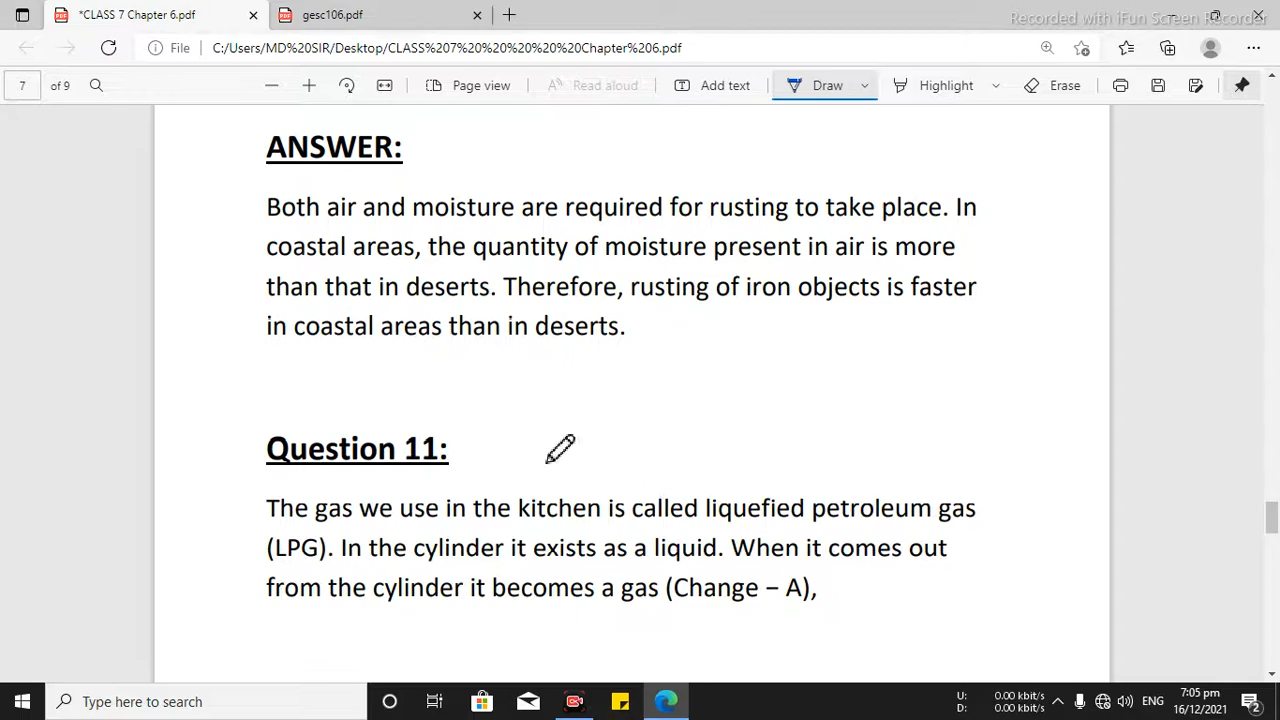 *CLASS 7 Chapter 6.pdf
gesc106.pdf
Recorded with iFun Screen Recorder
File
C:/Users/MD%20SIR/Desktop/CLASS%207%20%20%20%20%20Chapter%206.pdf
7 of 9
Page view
Read aloud
Add text
Draw
Highlight
Erase
ANSWER:
Both air and moisture are required for rusting to take place. In
coastal areas, the quantity of moisture present in air is more
than that in deserts. Therefore, rusting of iron objects is faster
in coastal areas than in deserts.
Question 11:
The gas we use in the kitchen is called liquefied petroleum gas
(LPG). In the cylinder it exists as a liquid. When it comes out
from the cylinder it becomes a gas (Change − A),
Type here to search
U: 0.00 kbit/s
D: 0.00 kbit/s
ENG
7:05 pm
16/12/2021
2